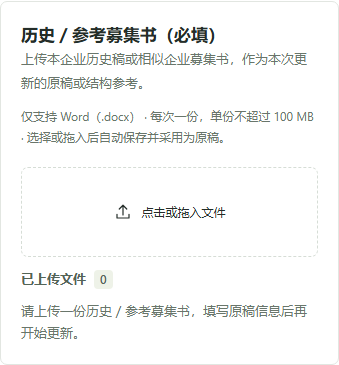 历史 / 参考募集书（必填）
上传本企业历史稿或相似企业募集书，作为本次更
新的原稿或结构参考。
仅支持 Word（.docx） · 每次一份，单份不超过 100 MB
· 选择或拖入后自动保存并采用为原稿。
点击或拖入文件
已上传文件 0
请上传一份历史 / 参考募集书，填写原稿信息后再
开始更新。